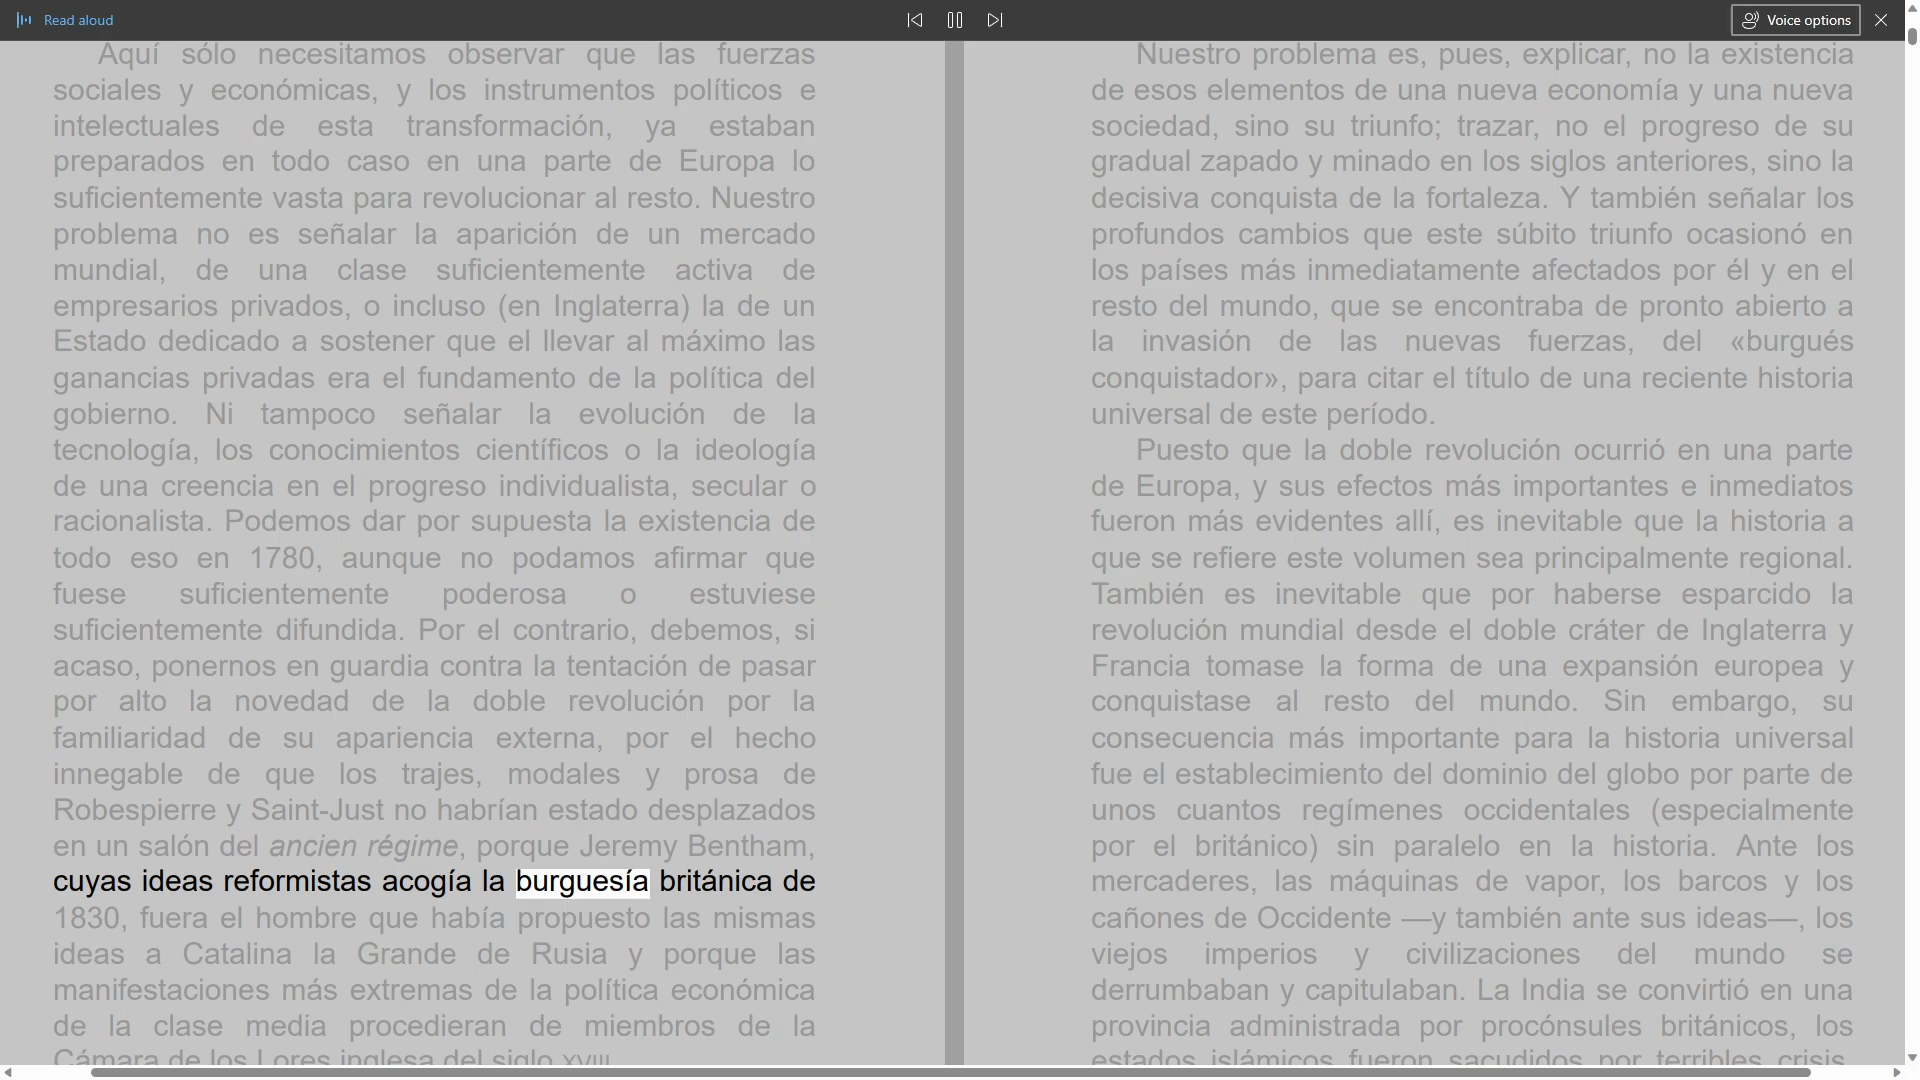 Read aloud
Voice options
Aquí sólo necesitamos observar que las fuerzas
sociales y económicas, y los instrumentos políticos e
intelectuales de esta transformación, ya estaban
preparados en todo caso en una parte de Europa lo
suficientemente vasta para revolucionar al resto. Nuestro
problema no es señalar la aparición de un mercado
mundial, de una clase suficientemente activa de
empresarios privados, o incluso (en Inglaterra) la de un
Estado dedicado a sostener que el llevar al máximo las
ganancias privadas era el fundamento de la política del
gobierno. Ni tampoco señalar la evolución de la
tecnología, los conocimientos científicos o la ideología
de una creencia en el progreso individualista, secular o
racionalista. Podemos dar por supuesta la existencia de
todo eso en 1780, aunque no podamos afirmar que
fuese suficientemente poderosa o estuviese
suficientemente difundida. Por el contrario, debemos, si
acaso, ponernos en guardia contra la tentación de pasar
por alto la novedad de la doble revolución por la
familiaridad de su apariencia externa, por el hecho
innegable de que los trajes, modales y prosa de
Robespierre y Saint-Just no habrían estado desplazados
en un salón del ancien régime, porque Jeremy Bentham,
cuyas ideas reformistas acogía la burguesía británica de
1830, fuera el hombre que había propuesto las mismas
ideas a Catalina la Grande de Rusia y porque las
manifestaciones más extremas de la política económica
de la clase media procedieran de miembros de la
Cámara de los Lores inglesa del siglo XVIII.
Nuestro problema es, pues, explicar, no la existencia
de esos elementos de una nueva economía y una nueva
sociedad, sino su triunfo; trazar, no el progreso de su
gradual zapado y minado en los siglos anteriores, sino la
decisiva conquista de la fortaleza. Y también señalar los
profundos cambios que este súbito triunfo ocasionó en
los países más inmediatamente afectados por él y en el
resto del mundo, que se encontraba de pronto abierto a
la invasión de las nuevas fuerzas, del «burgués
conquistador», para citar el título de una reciente historia
universal de este período.
Puesto que la doble revolución ocurrió en una parte
de Europa, y sus efectos más importantes e inmediatos
fueron más evidentes allí, es inevitable que la historia a
que se refiere este volumen sea principalmente regional.
También es inevitable que por haberse esparcido la
revolución mundial desde el doble cráter de Inglaterra y
Francia tomase la forma de una expansión europea y
conquistase al resto del mundo. Sin embargo, su
consecuencia más importante para la historia universal
fue el establecimiento del dominio del globo por parte de
unos cuantos regímenes occidentales (especialmente
por el británico) sin paralelo en la historia. Ante los
mercaderes, las máquinas de vapor, los barcos y los
cañones de Occidente —y también ante sus ideas—, los
viejos imperios y civilizaciones del mundo se
derrumbaban y capitulaban. La India se convirtió en una
provincia administrada por procónsules británicos, los
estados islámicos fueron sacudidos por terribles crisis,